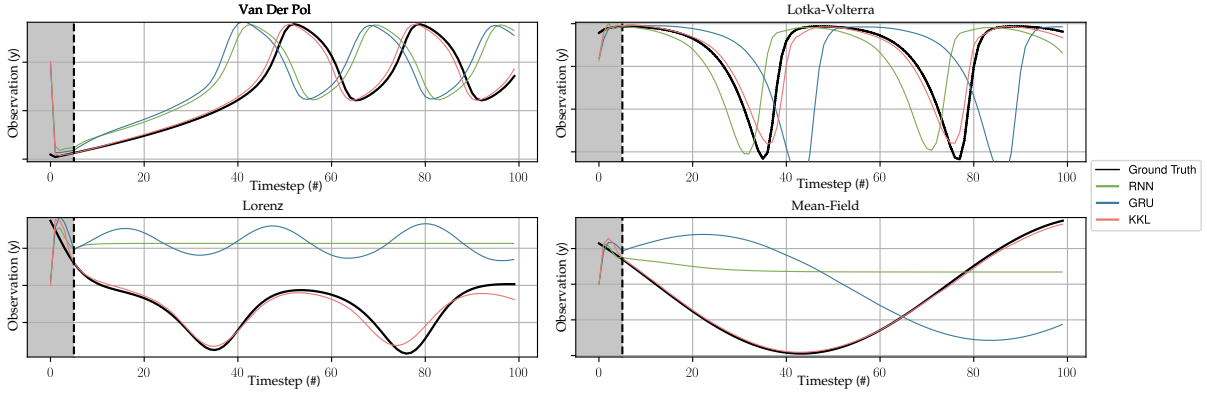 Van Der Pol
Observation (y)
0 20 40 60 80 100
Timestep (#)
Lotka-Volterra
Observation (y)
0 20 40 60 80 100
Timestep (#)
Lorenz
Observation (y)
0 20 40 60 80 100
Timestep (#)
Mean-Field
Observation (y)
0 20 40 60 80 100
Timestep (#)
Ground Truth
RNN
GRU
KKL